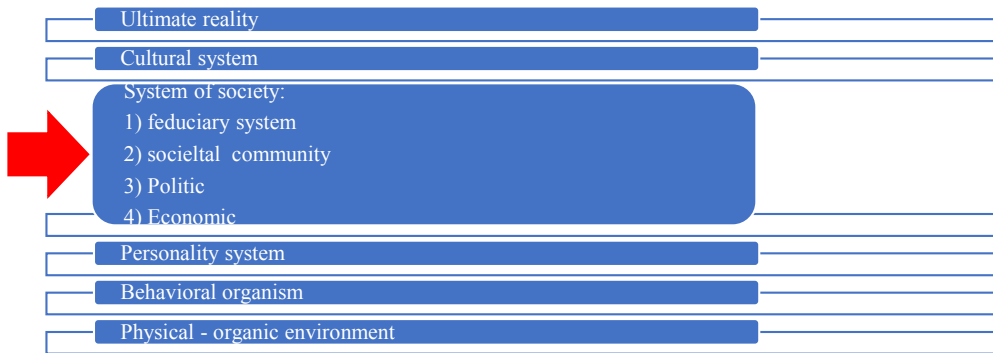 Ultimate reality
Cultural system
System of society:
1) feduciary system
2) socieltal community
3) Politic
4) Economic
Personality system
Behavioral organism
Physical - organic environment